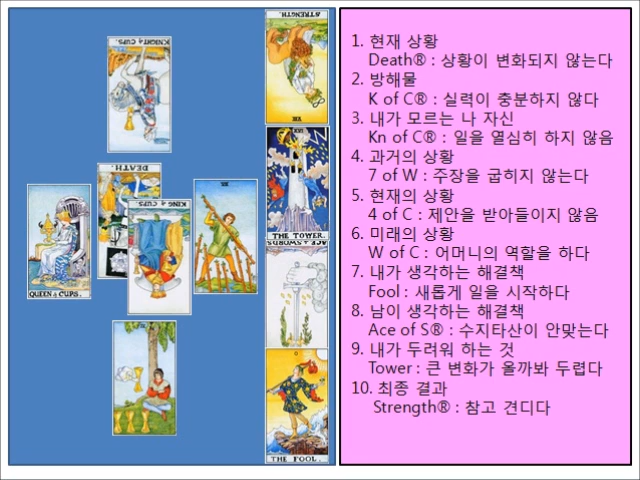 KNIGHT of CUPS.
DEATH.
QUEEN of CUPS.
KING of CUPS.
VII
STRENGTH.
VIII
XVI
THE TOWER.
ACE of SWORDS.
0
THE FOOL.
1. 현재 상황
Death® : 상황이 변화되지 않는다
2. 방해물
K of C® : 실력이 충분하지 않다
3. 내가 모르는 나 자신
Kn of C® : 일을 열심히 하지 않음
4. 과거의 상황
7 of W : 주장을 굽히지 않는다
5. 현재의 상황
4 of C : 제안을 받아들이지 않음
6. 미래의 상황
W of C : 어머니의 역할을 하다
7. 내가 생각하는 해결책
Fool : 새롭게 일을 시작하다
8. 남이 생각하는 해결책
Ace of S® : 수지타산이 안맞는다
9. 내가 두려워 하는 것
Tower : 큰 변화가 올까봐 두렵다
10. 최종 결과
Strength® : 참고 견디다